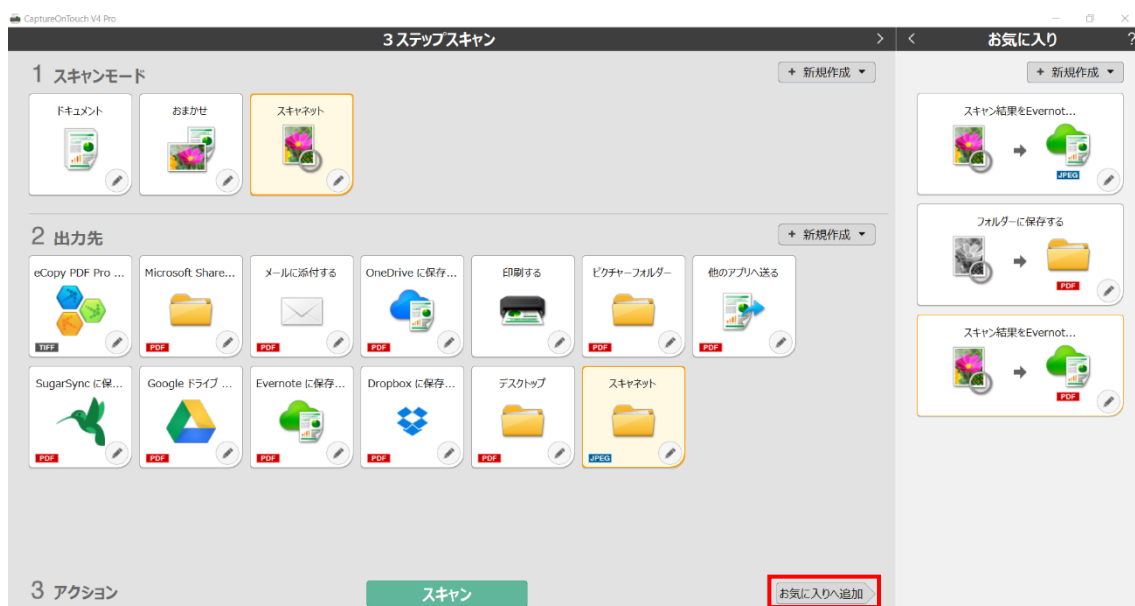 CaptureOnTouch V4 Pro
3 ステップスキャン
お気に入り
?
1 スキャンモード
+ 新規作成
ドキュメント
おまかせ
スキャネット
2 出力先
+ 新規作成
eCopy PDF Pro ...
TIFF
Microsoft Share...
PDF
メールに添付する
PDF
OneDrive に保存...
PDF
印刷する
ピクチャーフォルダー
PDF
他のアプリへ送る
PDF
SugarSync に保...
PDF
Google ドライブ ...
PDF
Evernote に保存...
PDF
Dropbox に保存...
PDF
デスクトップ
PDF
スキャネット
JPEG
3 アクション
スキャン
お気に入りへ追加
+ 新規作成
スキャン結果をEvernot...
JPEG
フォルダーに保存する
PDF
スキャン結果をEvernot...
PDF